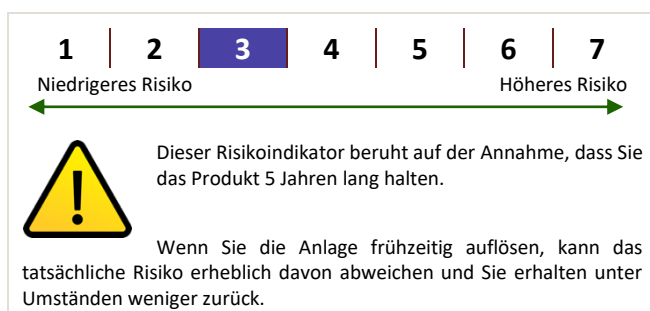 1 2 3 4 5 6 7
Niedrigeres Risiko Höheres Risiko
Dieser Risikoindikator beruht auf der Annahme, dass Sie
das Produkt 5 Jahren lang halten.
Wenn Sie die Anlage frühzeitig auflösen, kann das
tatsächliche Risiko erheblich davon abweichen und Sie erhalten unter
Umständen weniger zurück.